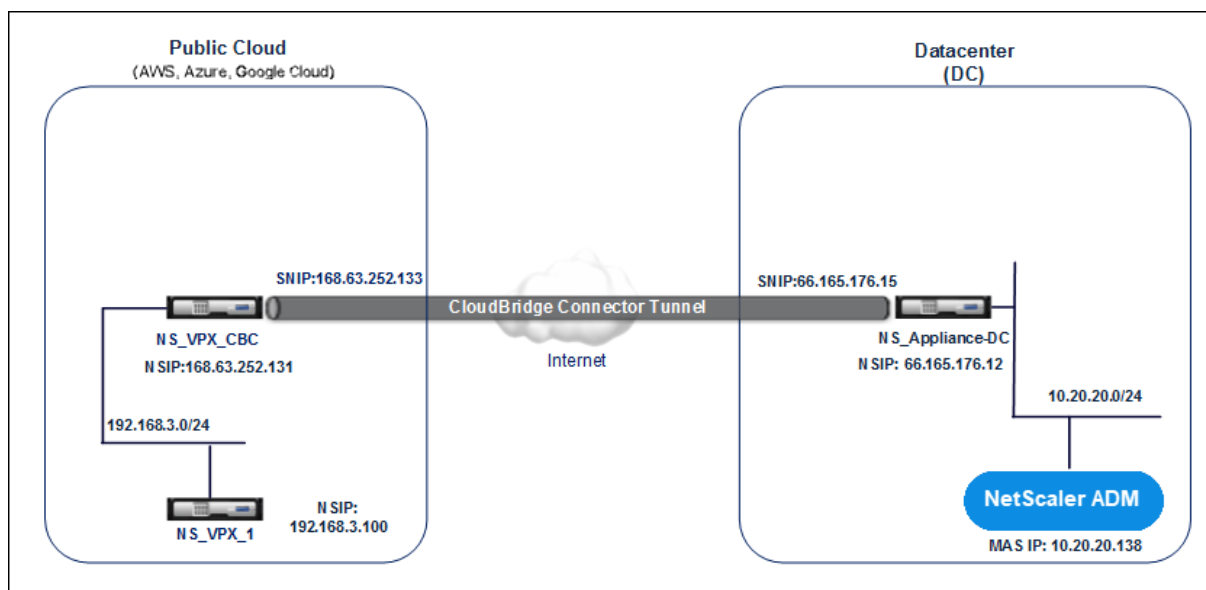 Public Cloud
(AWS, Azure, Google Cloud)
Datacenter
(DC)
SNIP:168.63.252.133
SNIP:66.165.176.15
CloudBridge Connector Tunnel
NS_VPX_CBC
NSIP:168.63.252.131
Internet
NS_Appliance-DC
NSIP: 66.165.176.12
192.168.3.0/24
10.20.20.0/24
NS_VPX_1
NSIP:
192.168.3.100
NetScaler ADM
MAS IP: 10.20.20.138